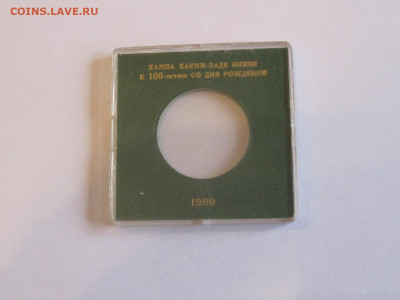 COINS.LAVE.RU
ХАМЗА ХАКИМ-ЗАДЕ НИЯЗИ
К 100-летию СО ДНЯ РОЖДЕНИЯ
1989